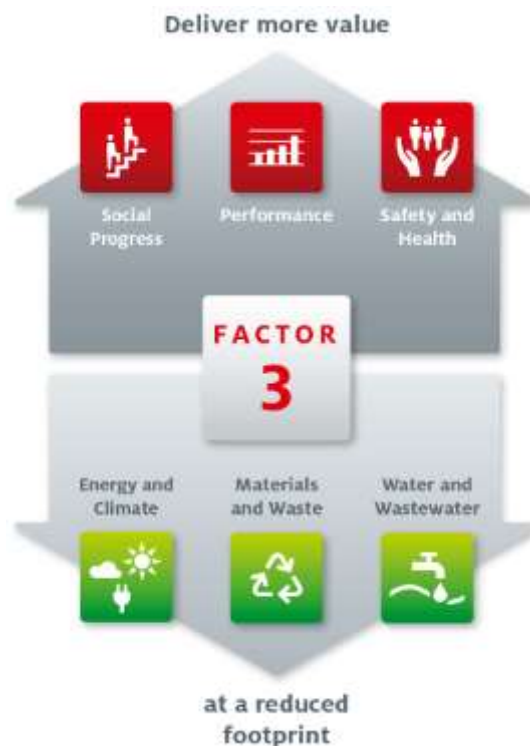 Deliver more value
Social
Progress
Performance
Safety and
Health
FACTOR
3
Energy and
Climate
Materials
and Waste
Water and
Wastewater
at a reduced
footprint